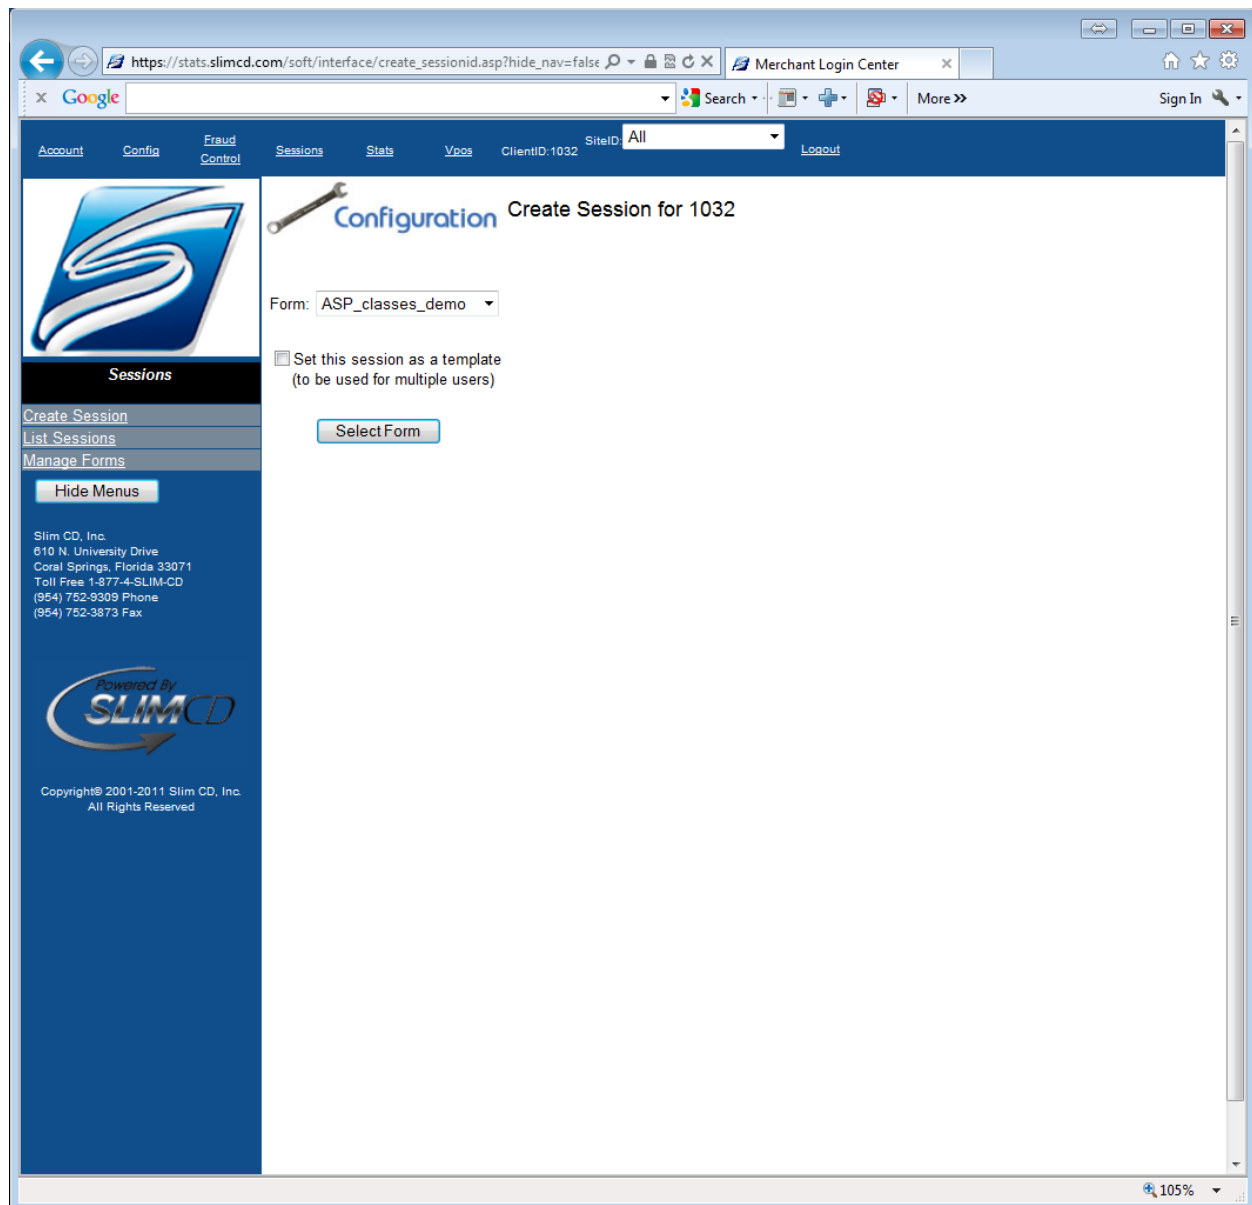 https://stats.slimcd.com/soft/interface/create_sessionid.asp?hide_nav=false
Merchant Login Center
x Google
Search
More »
Sign In
Account
Config
Fraud
Control
Sessions
Stats
Vpos
ClientID:1032
SiteID:
All
Logout
Configuration
Create Session for 1032
Form:
ASP_classes_demo
Set this session as a template
(to be used for multiple users)
Select Form
Sessions
Create Session
List Sessions
Manage Forms
Hide Menus
Slim CD, Inc.
610 N. University Drive
Coral Springs, Florida 33071
Toll Free 1-877-4-SLIM-CD
(954) 752-9309 Phone
(954) 752-3873 Fax
Powered By
SLIMCD
Copyright® 2001-2011 Slim CD, Inc.
All Rights Reserved
105%